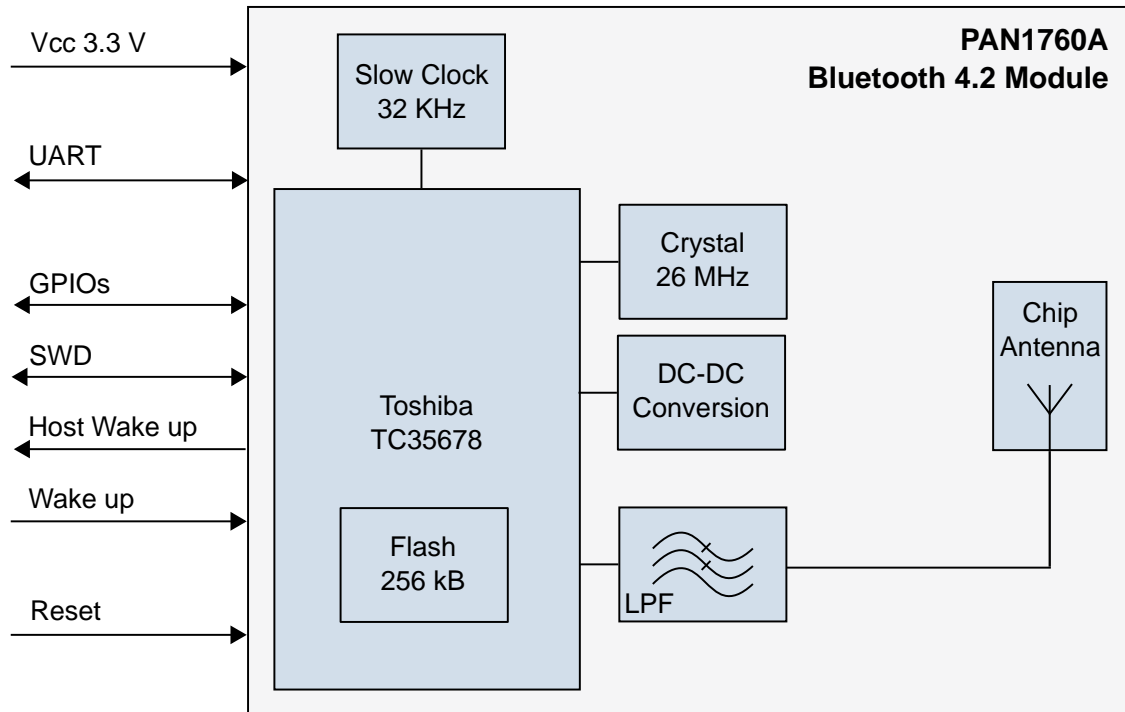 PAN1760A
Bluetooth 4.2 Module
Vcc 3.3 V
UART
GPIOs
SWD
Host Wake up
Wake up
Reset
Slow Clock
32 KHz
Toshiba
TC35678
Flash
256 kB
Crystal
26 MHz
DC-DC
Conversion
LPF
Chip
Antenna